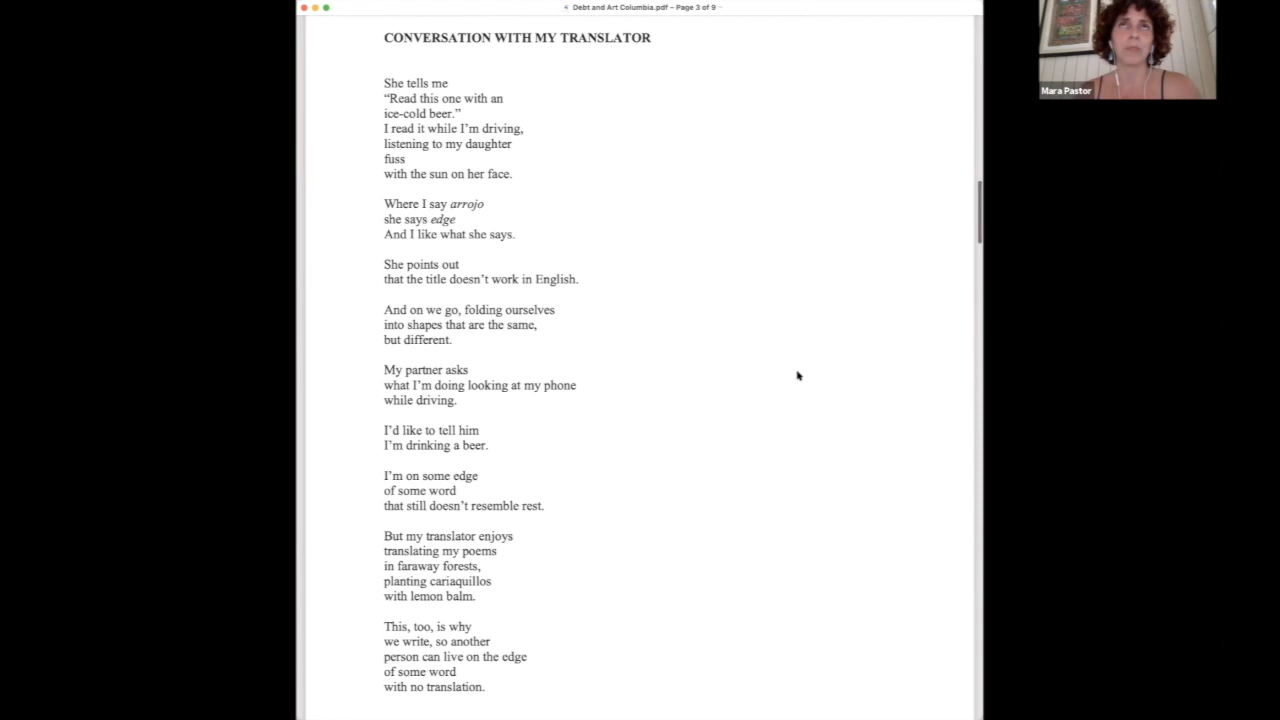 Debt and Art Columbia.pdf – Page 3 of 9
Mara Pastor
CONVERSATION WITH MY TRANSLATOR
She tells me
“Read this one with an
ice-cold beer.”
I read it while I’m driving,
listening to my daughter
fuss
with the sun on her face.
Where I say arrojo
she says edge
And I like what she says.
She points out
that the title doesn’t work in English.
And on we go, folding ourselves
into shapes that are the same,
but different.
My partner asks
what I’m doing looking at my phone
while driving.
I’d like to tell him
I’m drinking a beer.
I’m on some edge
of some word
that still doesn’t resemble rest.
But my translator enjoys
translating my poems
in faraway forests,
planting cariaquillos
with lemon balm.
This, too, is why
we write, so another
person can live on the edge
of some word
with no translation.